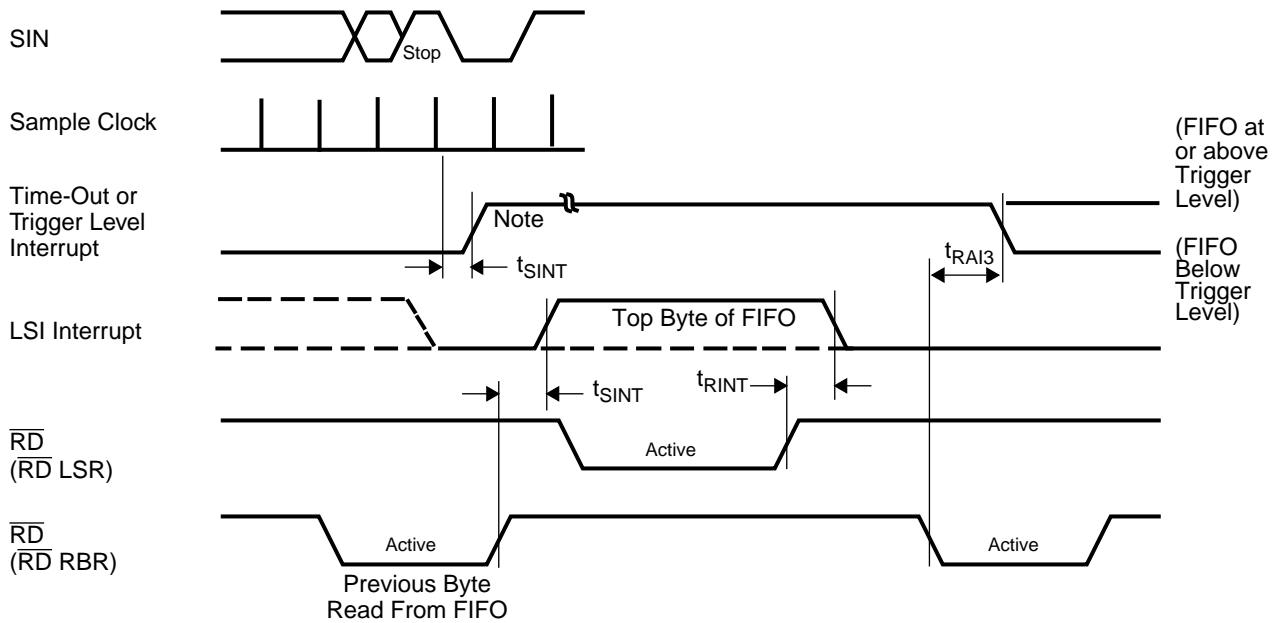 SIN
Stop
Sample Clock
(FIFO at
or above
Trigger
Level)
Time-Out or
Trigger Level
Interrupt
Note
tSINT
tRAI3
(FIFO
Below
Trigger
Level)
LSI Interrupt
Top Byte of FIFO
tSINT
tRINT
RD
(RD LSR)
Active
RD
(RD RBR)
Active
Active
Previous Byte
Read From FIFO